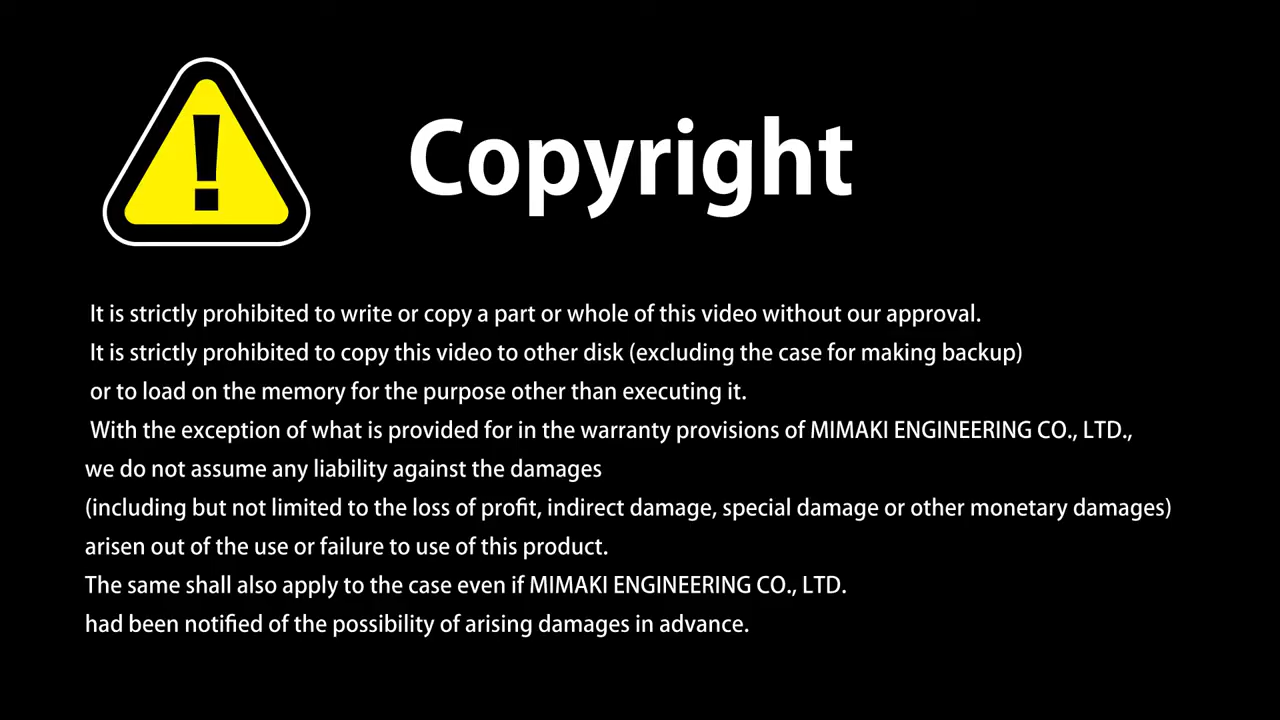 !
Copyright
It is strictly prohibited to write or copy a part or whole of this video without our approval.
It is strictly prohibited to copy this video to other disk (excluding the case for making backup)
or to load on the memory for the purpose other than executing it.
With the exception of what is provided for in the warranty provisions of MIMAKI ENGINEERING CO., LTD.,
we do not assume any liability against the damages
(including but not limited to the loss of profit, indirect damage, special damage or other monetary damages)
arisen out of the use or failure to use of this product.
The same shall also apply to the case even if MIMAKI ENGINEERING CO., LTD.
had been notified of the possibility of arising damages in advance.